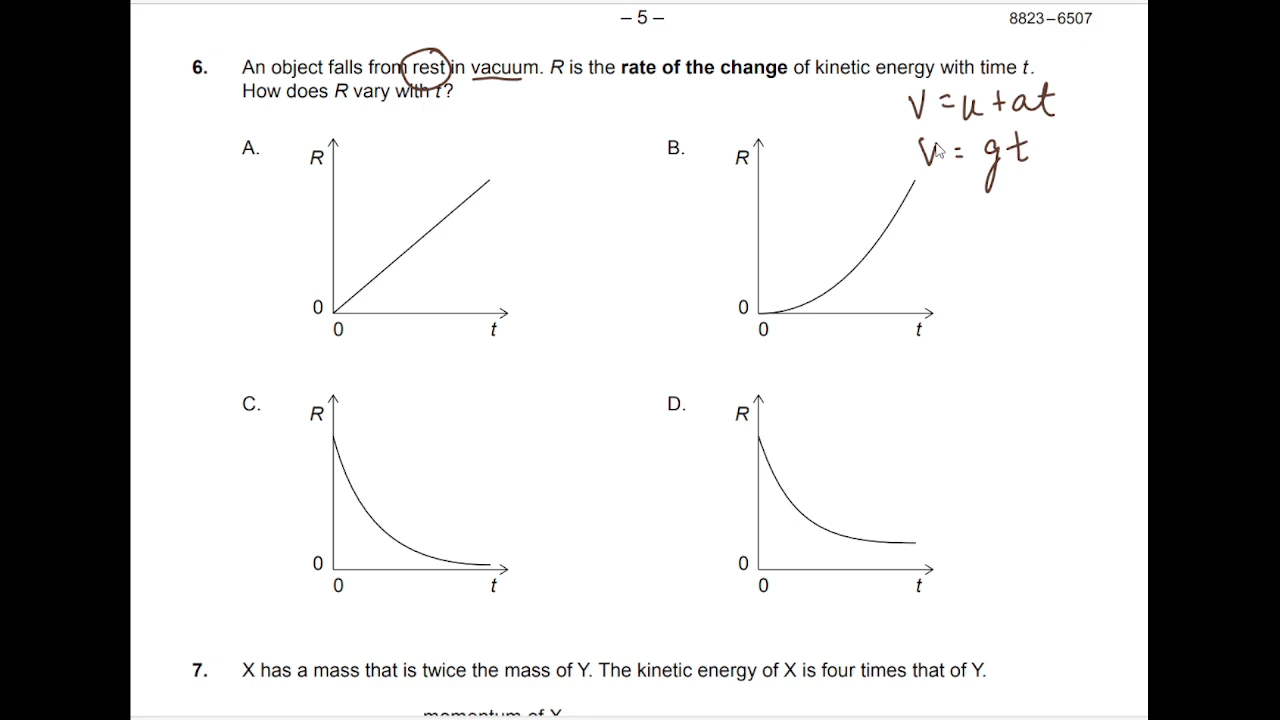 – 5 –
8823–6507
6. An object falls from rest in vacuum. R is the rate of the change of kinetic energy with time t.
How does R vary with t?
v = u + at
v = gt
A.
R
0
0
t
B.
R
0
0
t
C.
R
0
0
t
D.
R
0
0
t
7. X has a mass that is twice the mass of Y. The kinetic energy of X is four times that of Y.
momentum of X